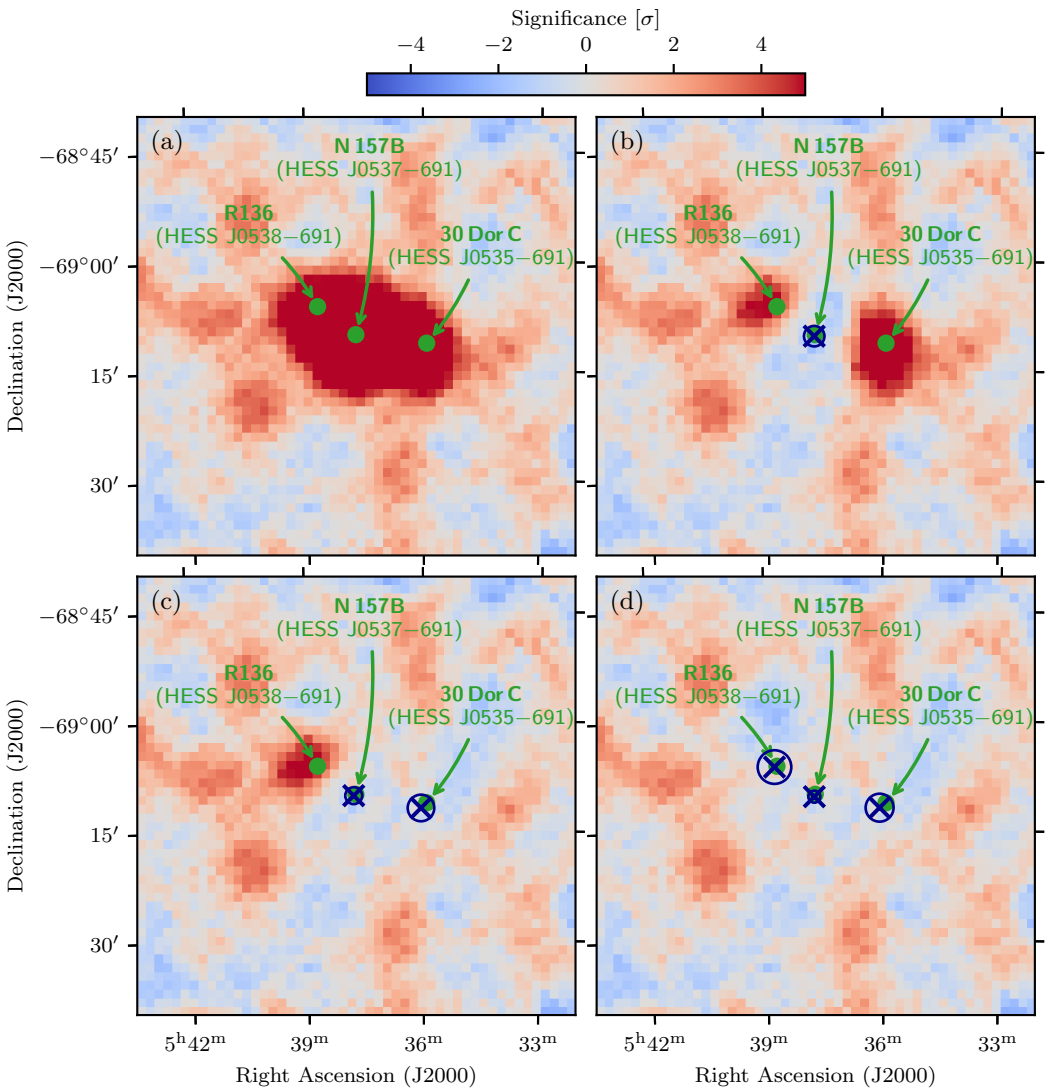 Significance [σ]
−4 −2 0 2 4
(a)
N 157B
(HESS J0537−691)
R136
(HESS J0538−691)
30 Dor C
(HESS J0535−691)
(b)
N 157B
(HESS J0537−691)
R136
(HESS J0538−691)
30 Dor C
(HESS J0535−691)
−68°45′
−69°00′
15′
30′
Declination (J2000)
(c)
N 157B
(HESS J0537−691)
R136
(HESS J0538−691)
30 Dor C
(HESS J0535−691)
(d)
N 157B
(HESS J0537−691)
R136
(HESS J0538−691)
30 Dor C
(HESS J0535−691)
−68°45′
−69°00′
15′
30′
Declination (J2000)
5ʰ42ᵐ 39ᵐ 36ᵐ 33ᵐ
5ʰ42ᵐ 39ᵐ 36ᵐ 33ᵐ
Right Ascension (J2000)
Right Ascension (J2000)